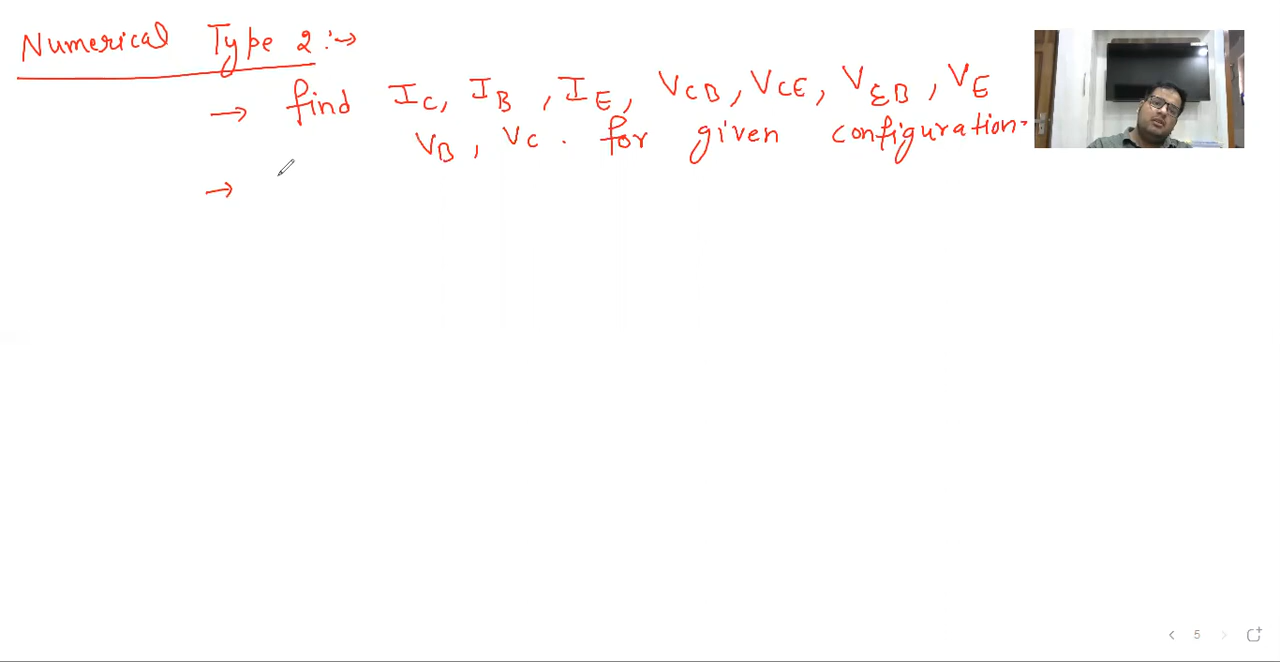 Numerical Type 2 :→
→ find IC, IB, IE, VCB, VCE, VEB, VE
VB, VC. for given configuration.
→
5